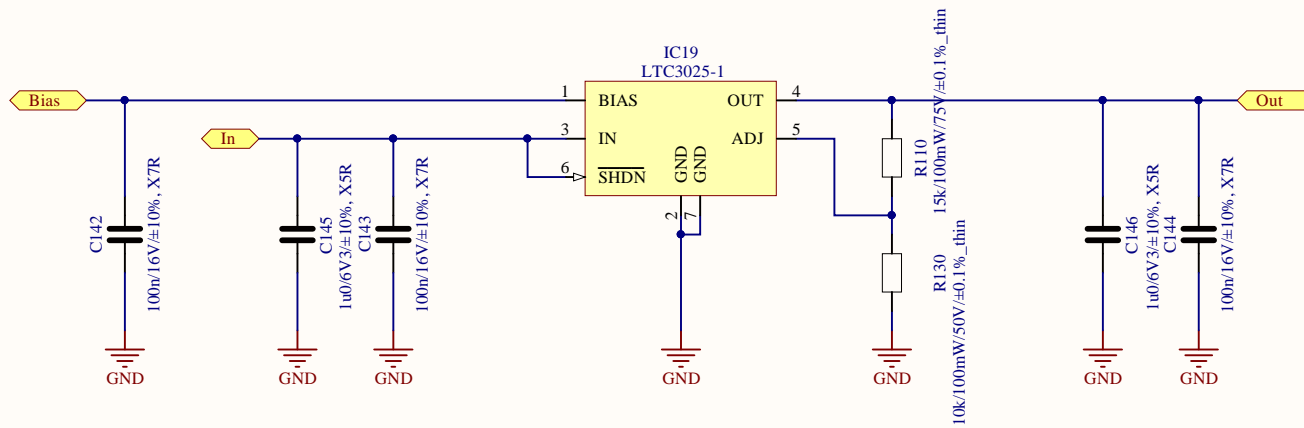 IC19
LTC3025-1
Bias
1
BIAS
OUT
4
Out
In
3
IN
ADJ
5
6
SHDN
GND
GND
2
7
C142
100n/16V/±10%, X7R
C145
1u0/6V3/±10%, X5R
C143
100n/16V/±10%, X7R
R110
15k/100mW/75V/±0.1%_thin
R130
10k/100mW/50V/±0.1%_thin
C146
1u0/6V3/±10%, X5R
C144
100n/16V/±10%, X7R
GND
GND
GND
GND
GND
GND
GND